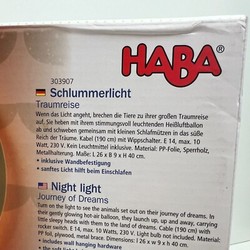 HABA
303907
Schlummerlicht
Traumreise
Wenn das Licht angeht, brechen die Tiere zu ihrer großen Traumreise
auf. Sie heben mit ihrem stimmungsvoll leuchtenden Heißluftballon
ab und schweben gemeinsam mit kleinen Schlafmützen in das süße
Reich der Träume. Kabel (190 cm) mit Wippschalter. E 14, max. 10
Watt, 230 V. Kein Leuchtmittel inklusive. Material: PP-Folie, Sperrholz,
Metallhalterung. Maße: L 26 x B 9 x H 40 cm.
• inklusive Wandbefestigung
• sanftes Licht hilft beim Einschlafen
Night light
Journey of Dreams
Turn on the light to see the animals set out on their journey of dreams. In
their gently glowing hot-air balloon, they launch up, up and away, carrying
little sleepy heads with them to the land of dreams. Cable (190 cm) with
rocker switch. E 14, max. 10 Watts, 230 V. Light bulb not included. Material:
PP foil, plywood, metal brace. Dimensions: l 26 x w 9 x h 40 cm.
• includes wall hanging hardware